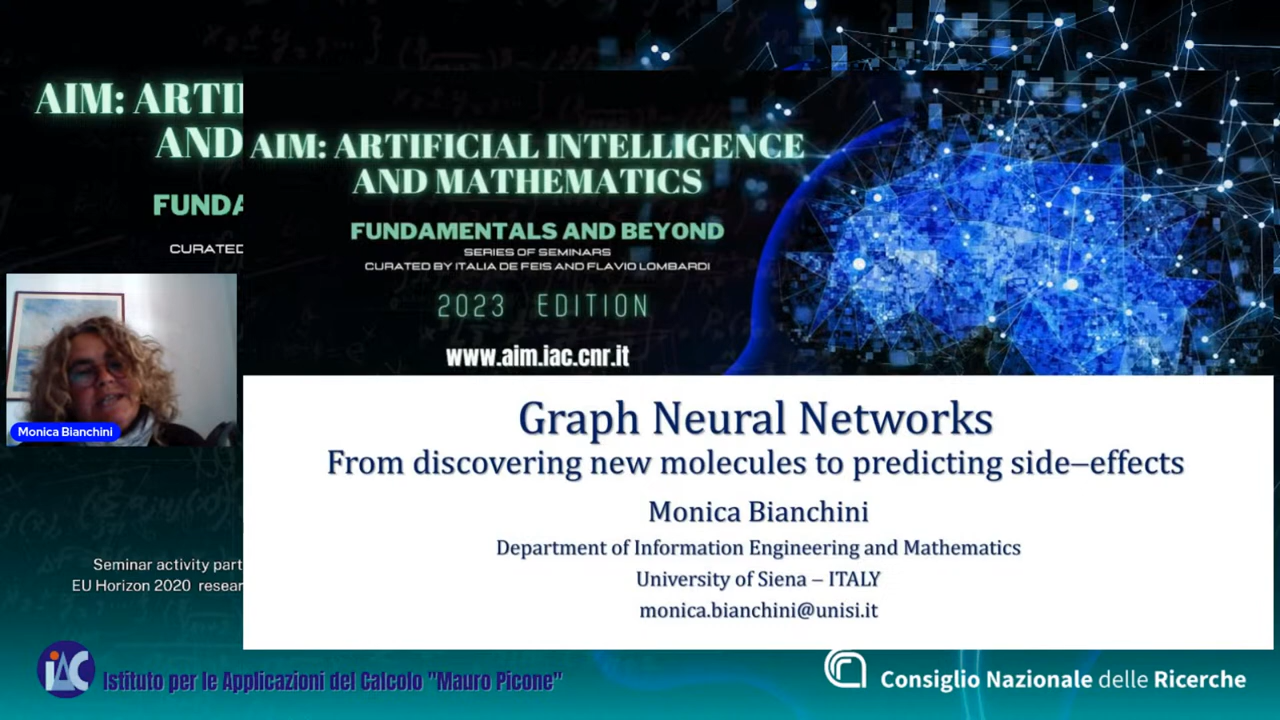 AIM: ARTI
AND
FUNDA
CURATED
AIM: ARTIFICIAL INTELLIGENCE
AND MATHEMATICS
FUNDAMENTALS AND BEYOND
SERIES OF SEMINARS
CURATED BY ITALIA DE FEIS AND FLAVIO LOMBARDI
2023 EDITION
www.aim.iac.cnr.it
Monica Bianchini
Graph Neural Networks
From discovering new molecules to predicting side–effects
Monica Bianchini
Department of Information Engineering and Mathematics
University of Siena – ITALY
monica.bianchini@unisi.it
Seminar activity part
EU Horizon 2020 resear
IAC
Istituto per le Applicazioni del Calcolo "Mauro Picone"
Consiglio Nazionale delle Ricerche